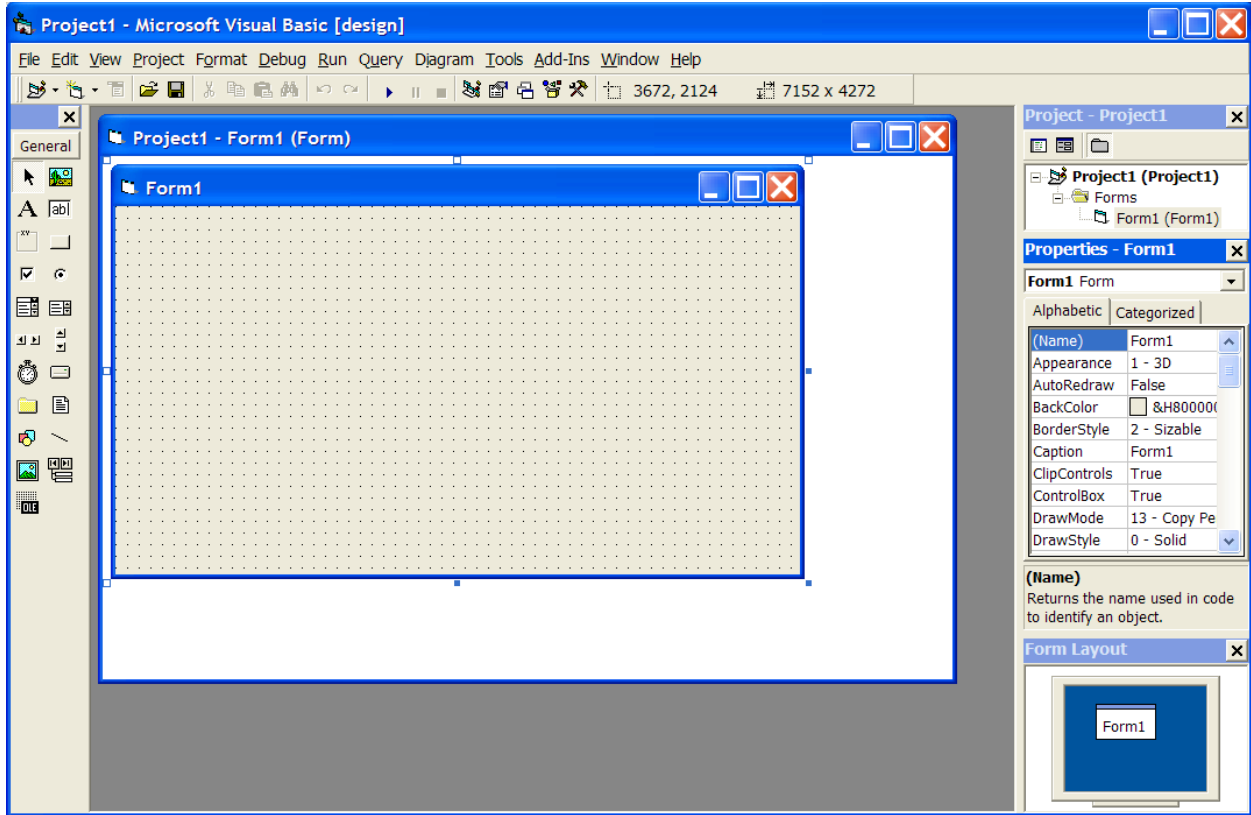 Project1 - Microsoft Visual Basic [design]
File Edit View Project Format Debug Run Query Diagram Tools Add-Ins Window Help
3672, 2124 7152 x 4272
General
A ab|
XY
OLE
Project1 - Form1 (Form)
Form1
Project - Project1
Project1 (Project1)
Forms
Form1 (Form1)
Properties - Form1
Form1 Form
Alphabetic Categorized
(Name) Form1
Appearance 1 - 3D
AutoRedraw False
BackColor &H800000
BorderStyle 2 - Sizable
Caption Form1
ClipControls True
ControlBox True
DrawMode 13 - Copy Pe
DrawStyle 0 - Solid
(Name)
Returns the name used in code
to identify an object.
Form Layout
Form1